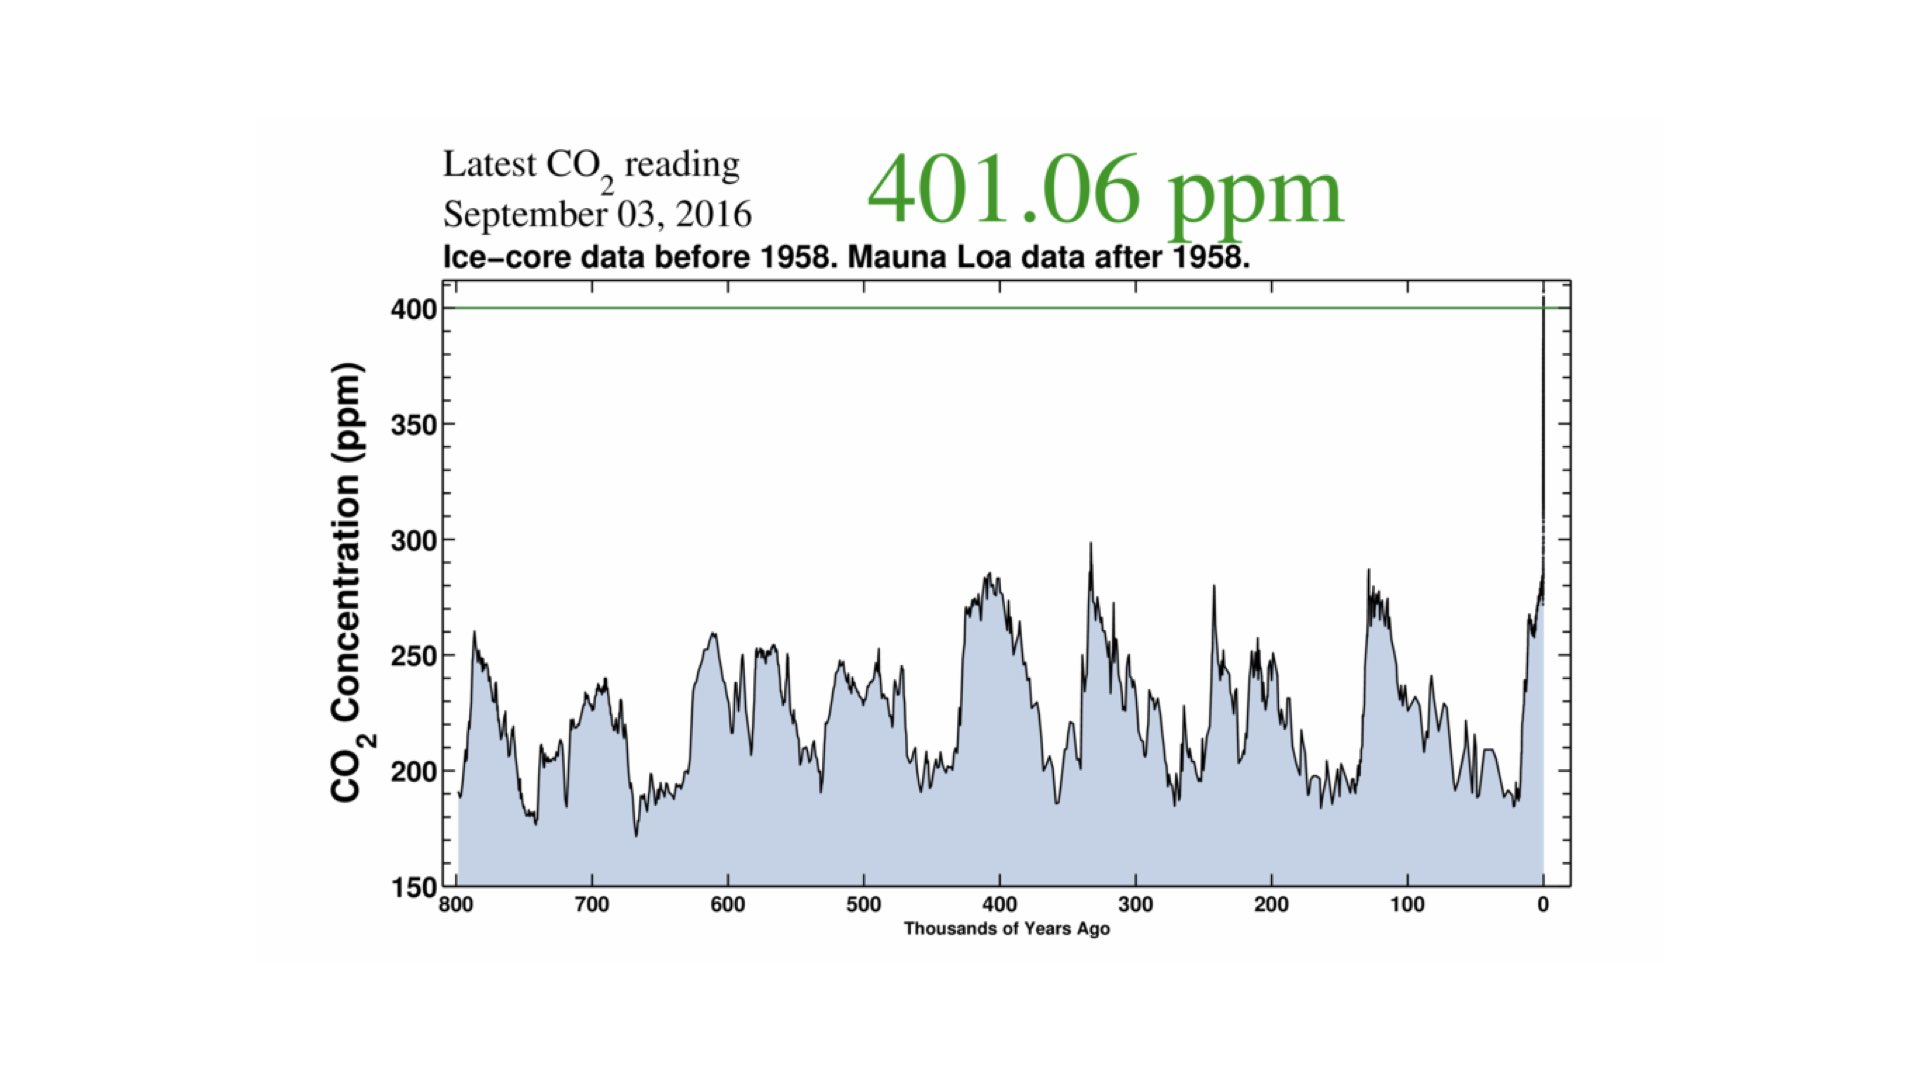 Latest CO2 reading
September 03, 2016
401.06 ppm
Ice–core data before 1958. Mauna Loa data after 1958.
CO2 Concentration (ppm)
400
350
300
250
200
150
800 700 600 500 400 300 200 100 0
Thousands of Years Ago